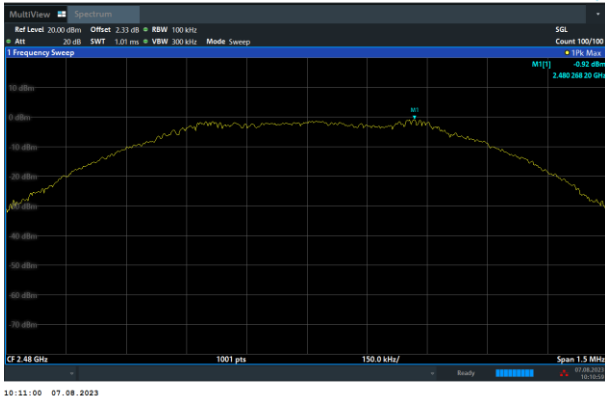 MultiView Spectrum
Ref Level 20.00 dBm Offset 2.33 dB RBW 100 kHz SGL
Att 20 dB SWT 1.01 ms VBW 300 kHz Mode Sweep Count 100/100
1 Frequency Sweep 1Pk Max
M1[1] -0.92 dBm
2.480 268 20 GHz
10 dBm
M1
0 dBm
-10 dBm
-20 dBm
-30 dBm
-40 dBm
-50 dBm
-60 dBm
-70 dBm
CF 2.48 GHz 1001 pts 150.0 kHz/ Span 1.5 MHz
Ready 07.08.2023
10:10:59
10:11:00 07.08.2023